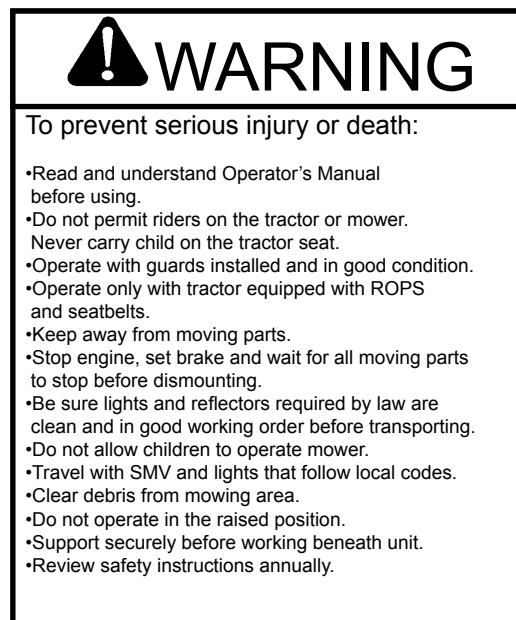 WARNING
To prevent serious injury or death:
•Read and understand Operator’s Manual
before using.
•Do not permit riders on the tractor or mower.
Never carry child on the tractor seat.
•Operate with guards installed and in good condition.
•Operate only with tractor equipped with ROPS
and seatbelts.
•Keep away from moving parts.
•Stop engine, set brake and wait for all moving parts
to stop before dismounting.
•Be sure lights and reflectors required by law are
clean and in good working order before transporting.
•Do not allow children to operate mower.
•Travel with SMV and lights that follow local codes.
•Clear debris from mowing area.
•Do not operate in the raised position.
•Support securely before working beneath unit.
•Review safety instructions annually.